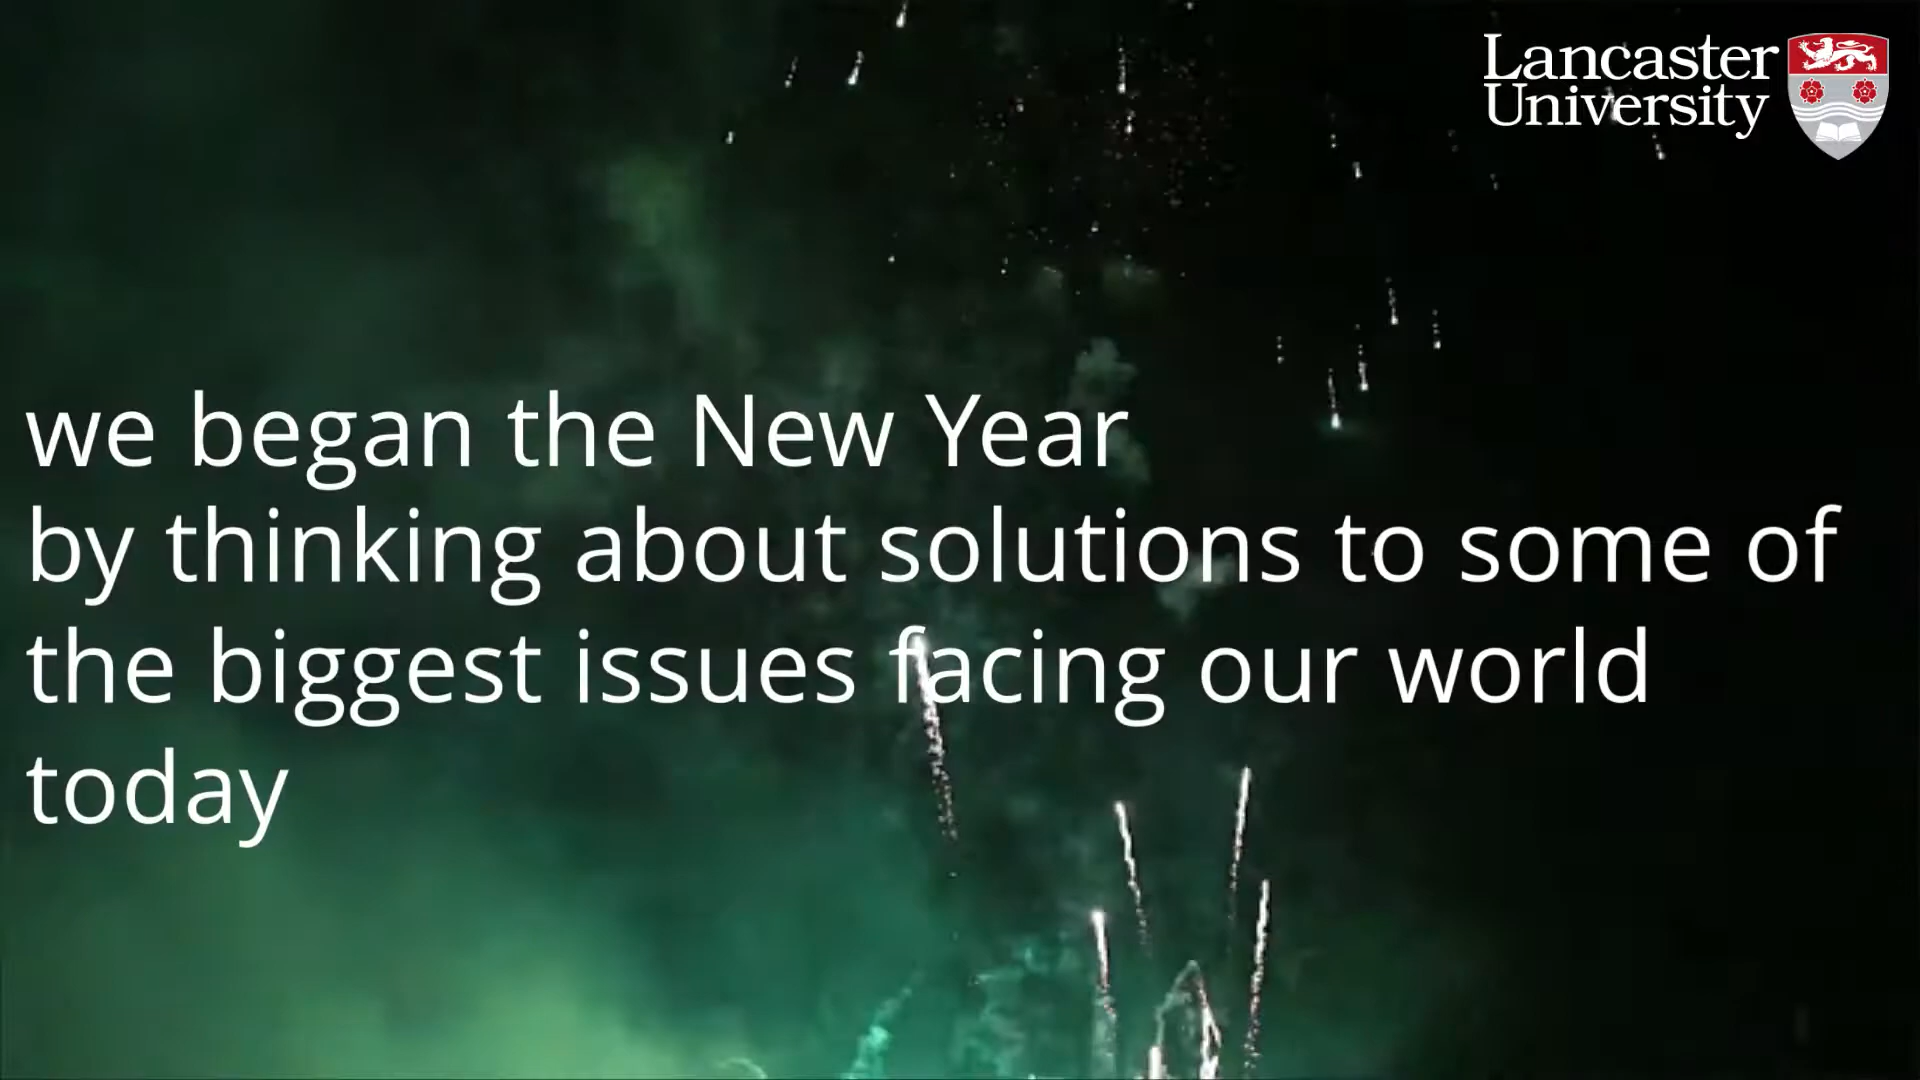 Lancaster
University
we began the New Year
by thinking about solutions to some of
the biggest issues facing our world
today